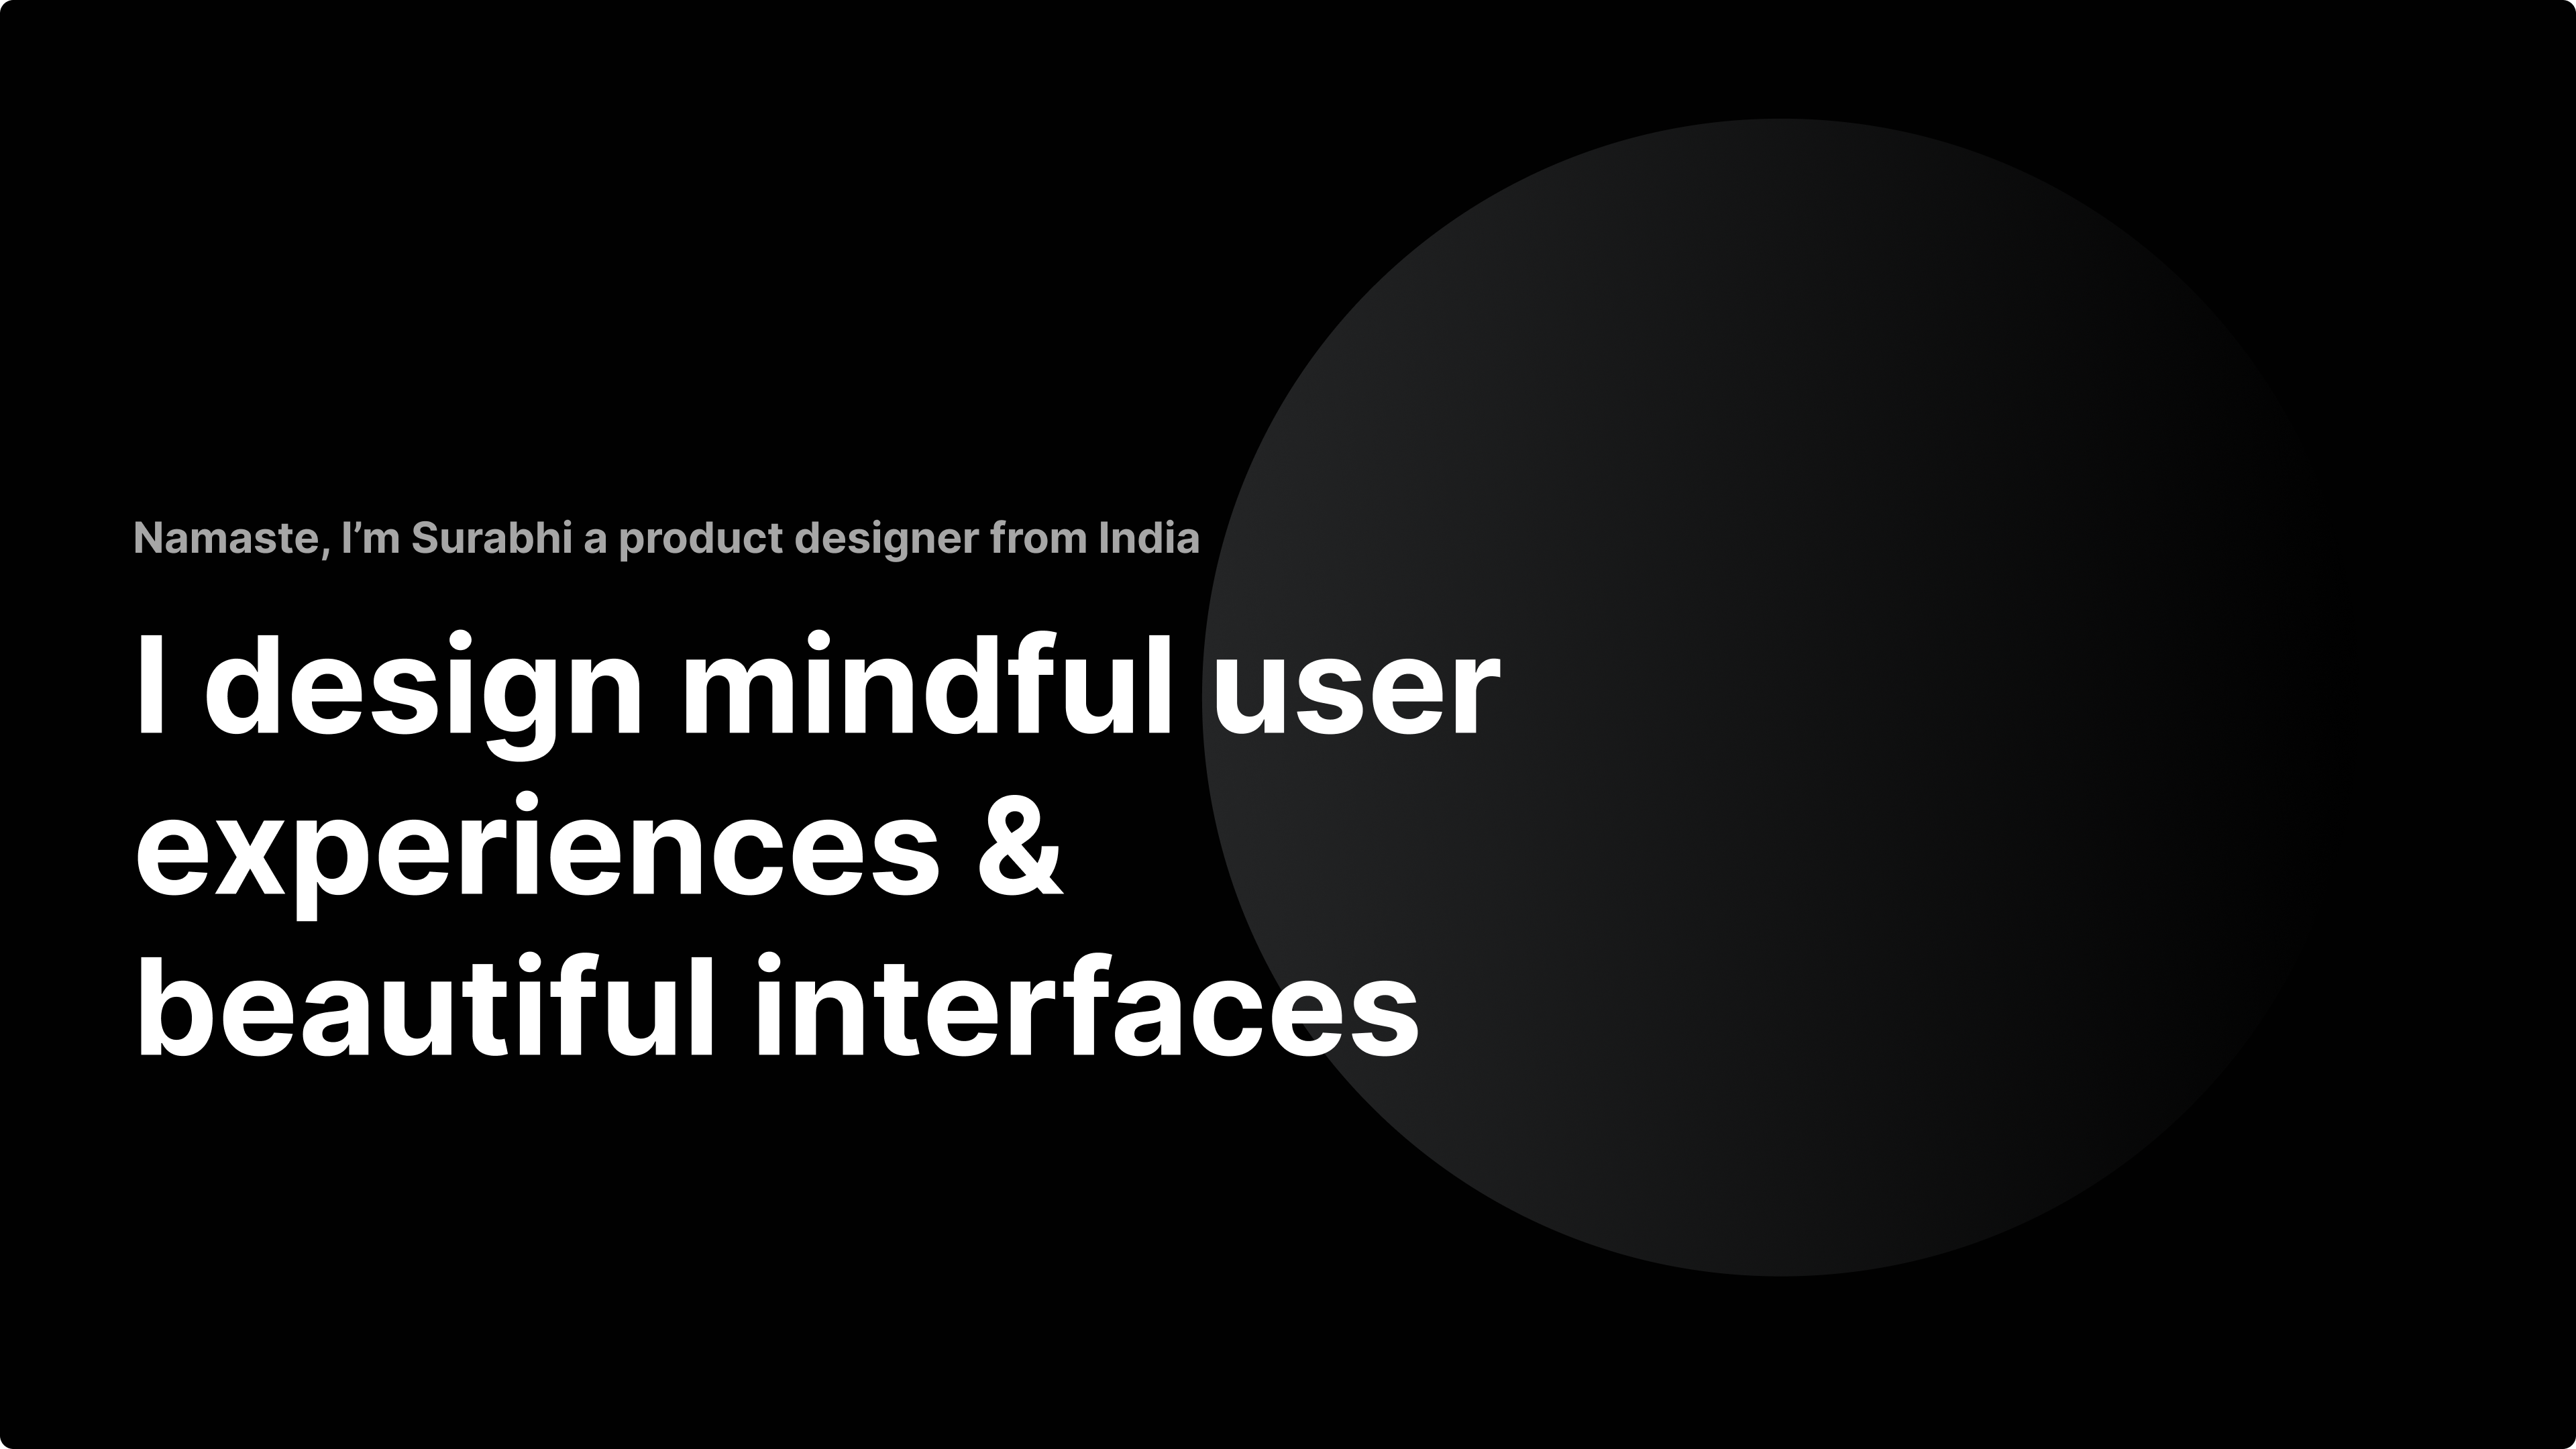 Namaste, I’m Surabhi a product designer from India
I design mindful user
experiences &
beautiful interfaces